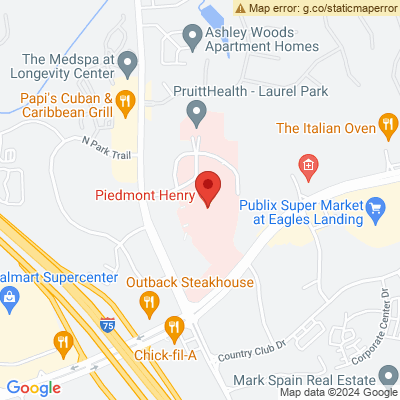 Map error: g.co/staticmaperror
Ashley Woods
Apartment Homes
The Medspa at
Longevity Center
PruittHealth - Laurel Park
Papi's Cuban &
Caribbean Grill
The Italian Oven
N Park Trail
Piedmont Henry
Publix Super Market
at Eagles Landing
almart Supercenter
Outback Steakhouse
75
Chick-fil-A
Country Club Dr
Corporate Center Dr
Mark Spain Real Estate
Google
Map data ©2024 Google